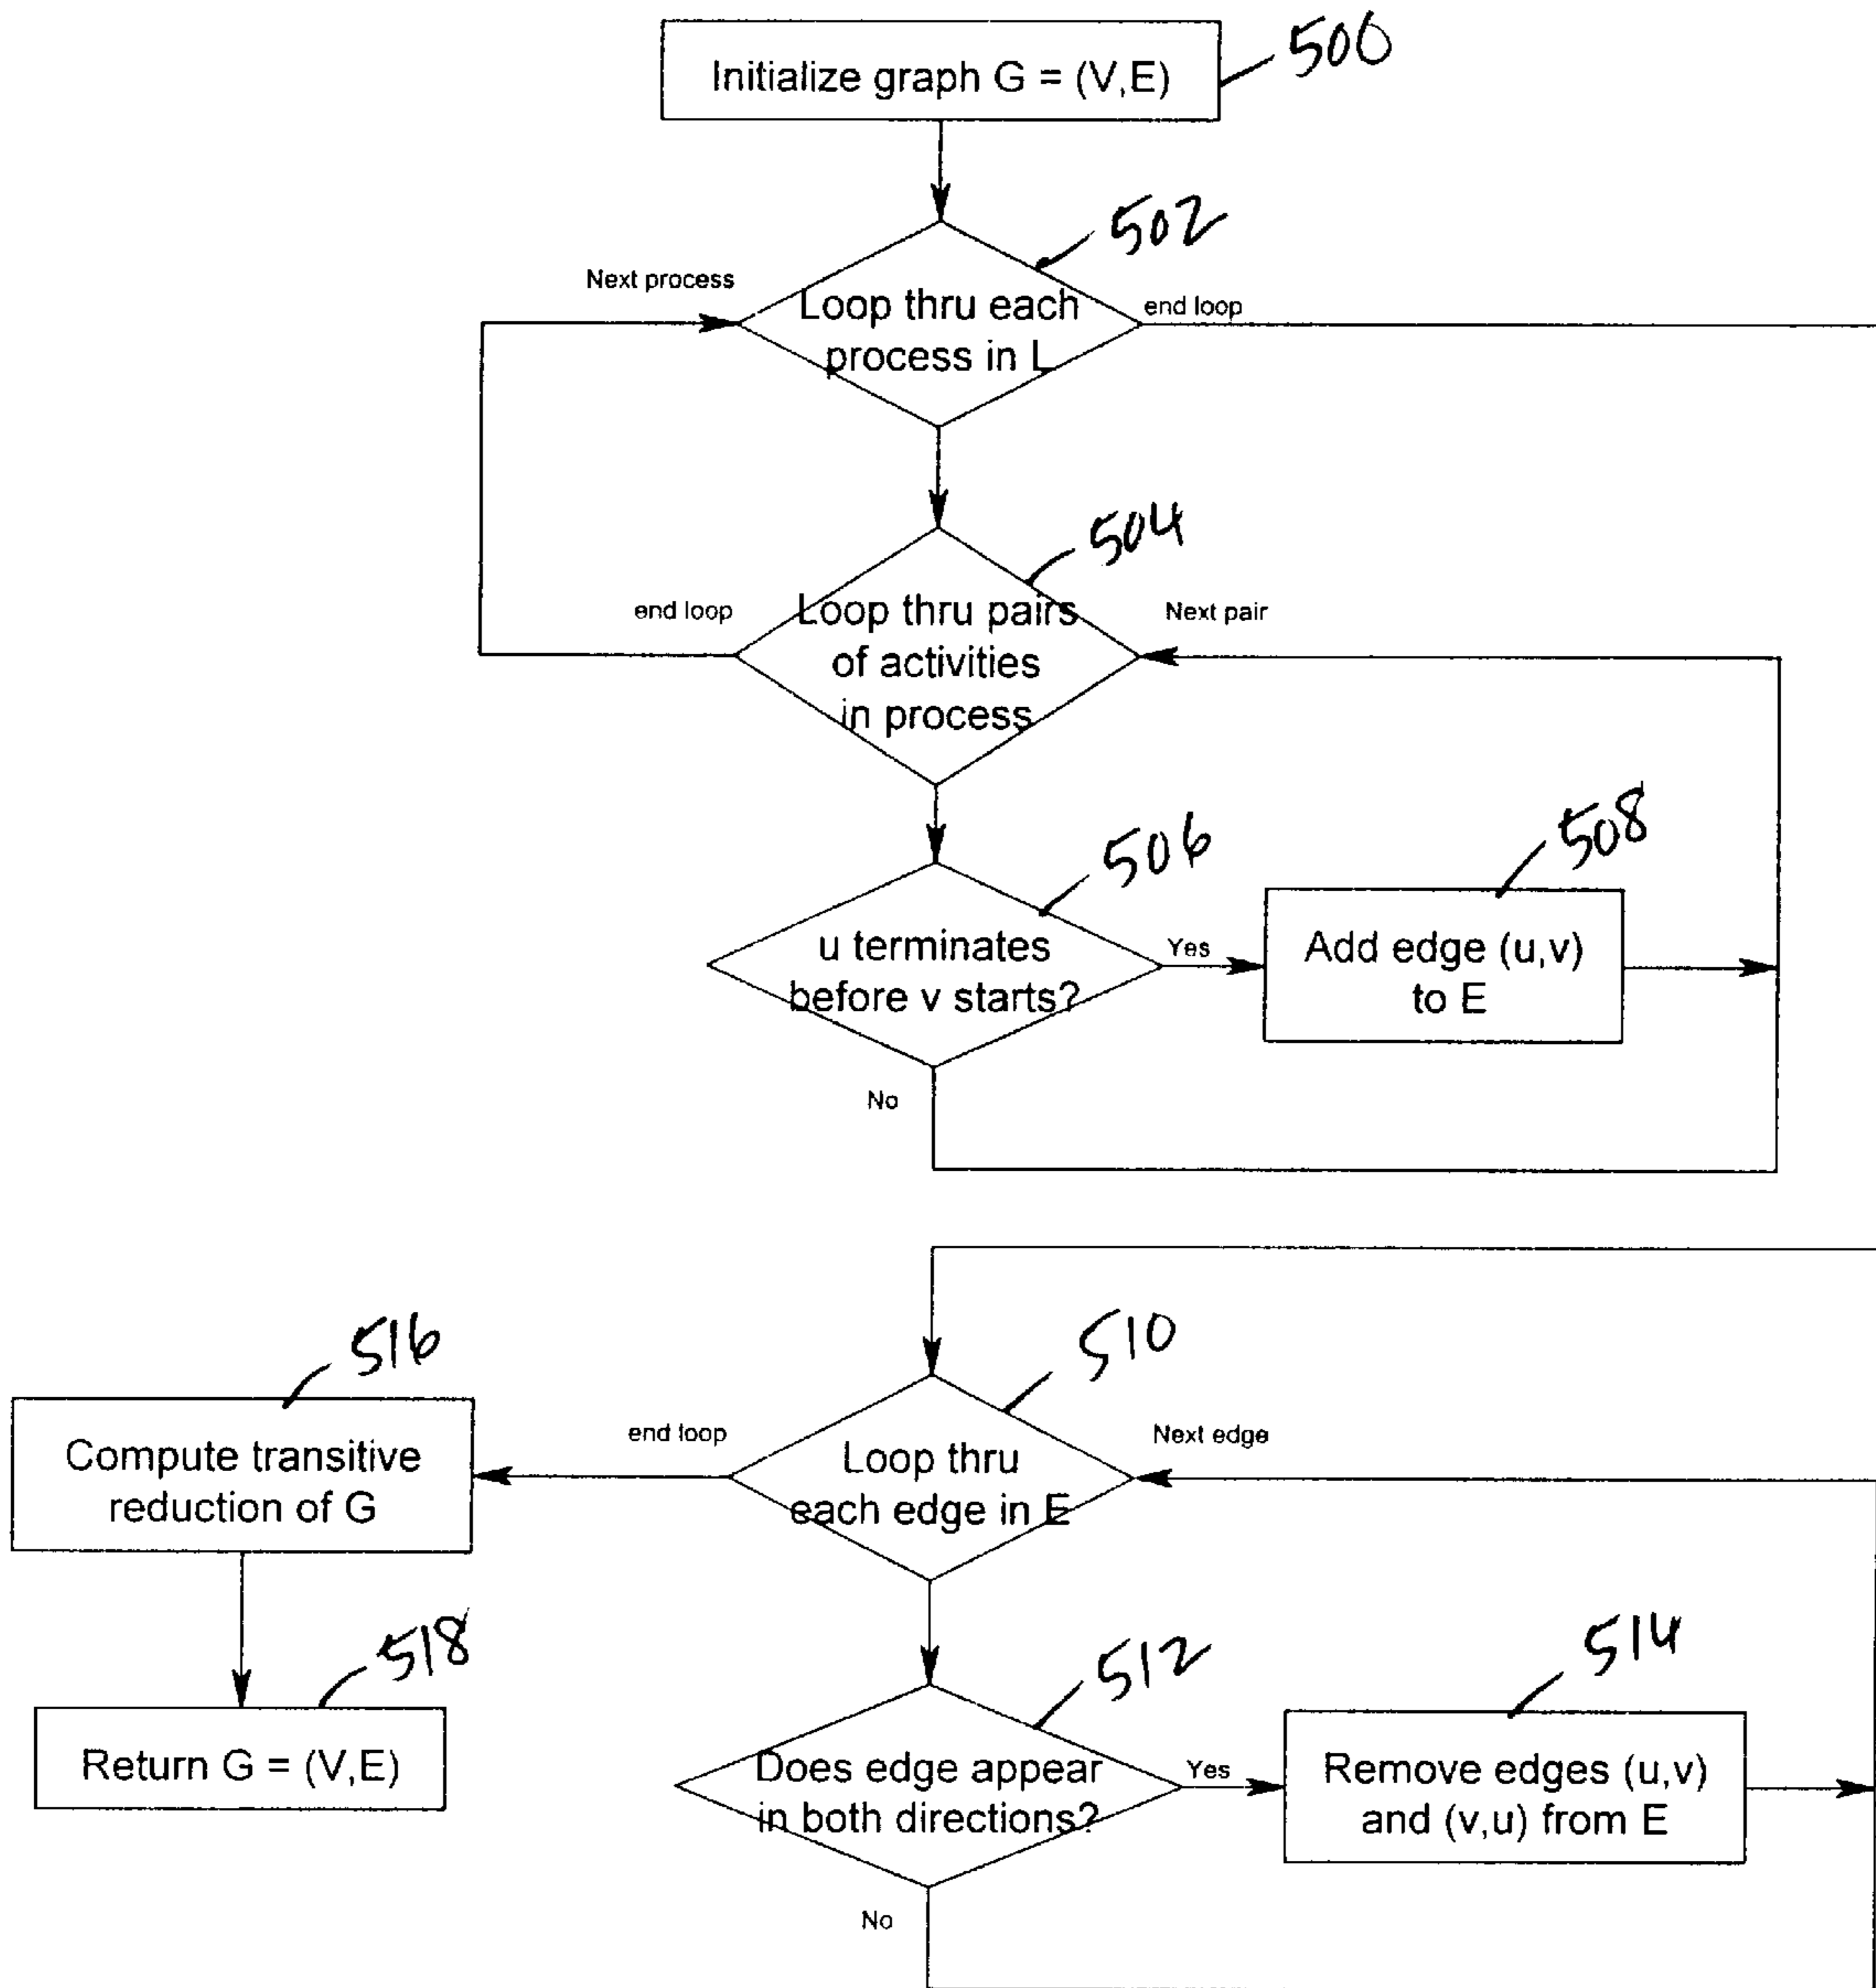 Initialize graph G = (V,E)
500
502
Next process
Loop thru each
process in L
end loop
504
end loop
Loop thru pairs
of activities
in process
Next pair
506
508
u terminates
before v starts?
Yes
Add edge (u,v)
to E
No
516
510
Compute transitive
reduction of G
end loop
Loop thru
each edge in E
Next edge
518
512
514
Return G = (V,E)
Does edge appear
in both directions?
Yes
Remove edges (u,v)
and (v,u) from E
No